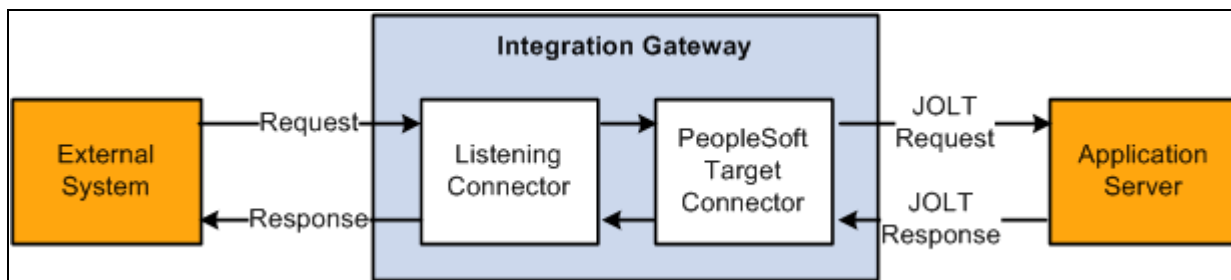 Integration Gateway
External
System
Request
Response
Listening
Connector
PeopleSoft
Target
Connector
JOLT
Request
JOLT
Response
Application
Server